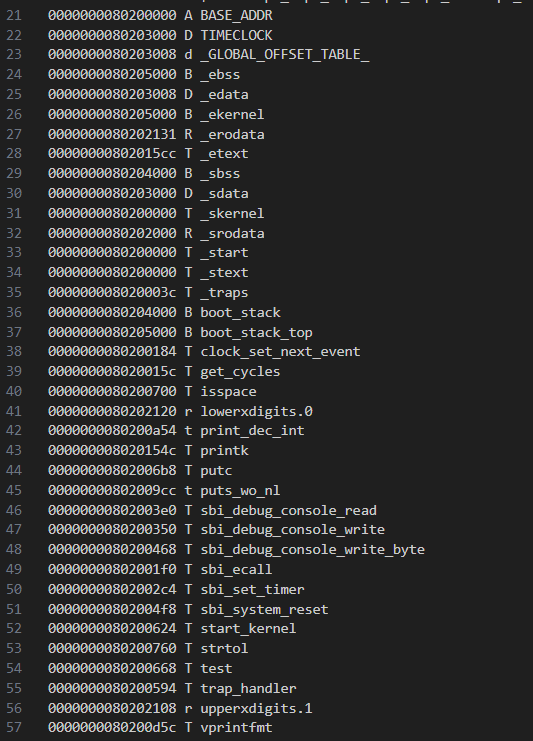 21 0000000080200000 A BASE_ADDR
22 0000000080203000 D TIMECLOCK
23 0000000080203008 d _GLOBAL_OFFSET_TABLE_
24 0000000080205000 B _ebss
25 0000000080203008 D _edata
26 0000000080205000 B _ekernel
27 0000000080202131 R _erodata
28 00000000802015cc T _etext
29 0000000080204000 B _sbss
30 0000000080203000 D _sdata
31 0000000080200000 T _skernel
32 0000000080202000 R _srodata
33 0000000080200000 T _start
34 0000000080200000 T _stext
35 000000008020003c T _traps
36 0000000080204000 B boot_stack
37 0000000080205000 B boot_stack_top
38 0000000080200184 T clock_set_next_event
39 000000008020015c T get_cycles
40 0000000080200700 T isspace
41 0000000080202120 r lowerxdigits.0
42 0000000080200a54 t print_dec_int
43 000000008020154c T printk
44 00000000802006b8 T putc
45 00000000802009cc t puts_wo_nl
46 00000000802003e0 T sbi_debug_console_read
47 0000000080200350 T sbi_debug_console_write
48 0000000080200468 T sbi_debug_console_write_byte
49 00000000802001f0 T sbi_ecall
50 00000000802002c4 T sbi_set_timer
51 00000000802004f8 T sbi_system_reset
52 0000000080200624 T start_kernel
53 0000000080200760 T strtol
54 0000000080200668 T test
55 0000000080200594 T trap_handler
56 0000000080202108 r upperxdigits.1
57 0000000080200d5c T vprintfmt